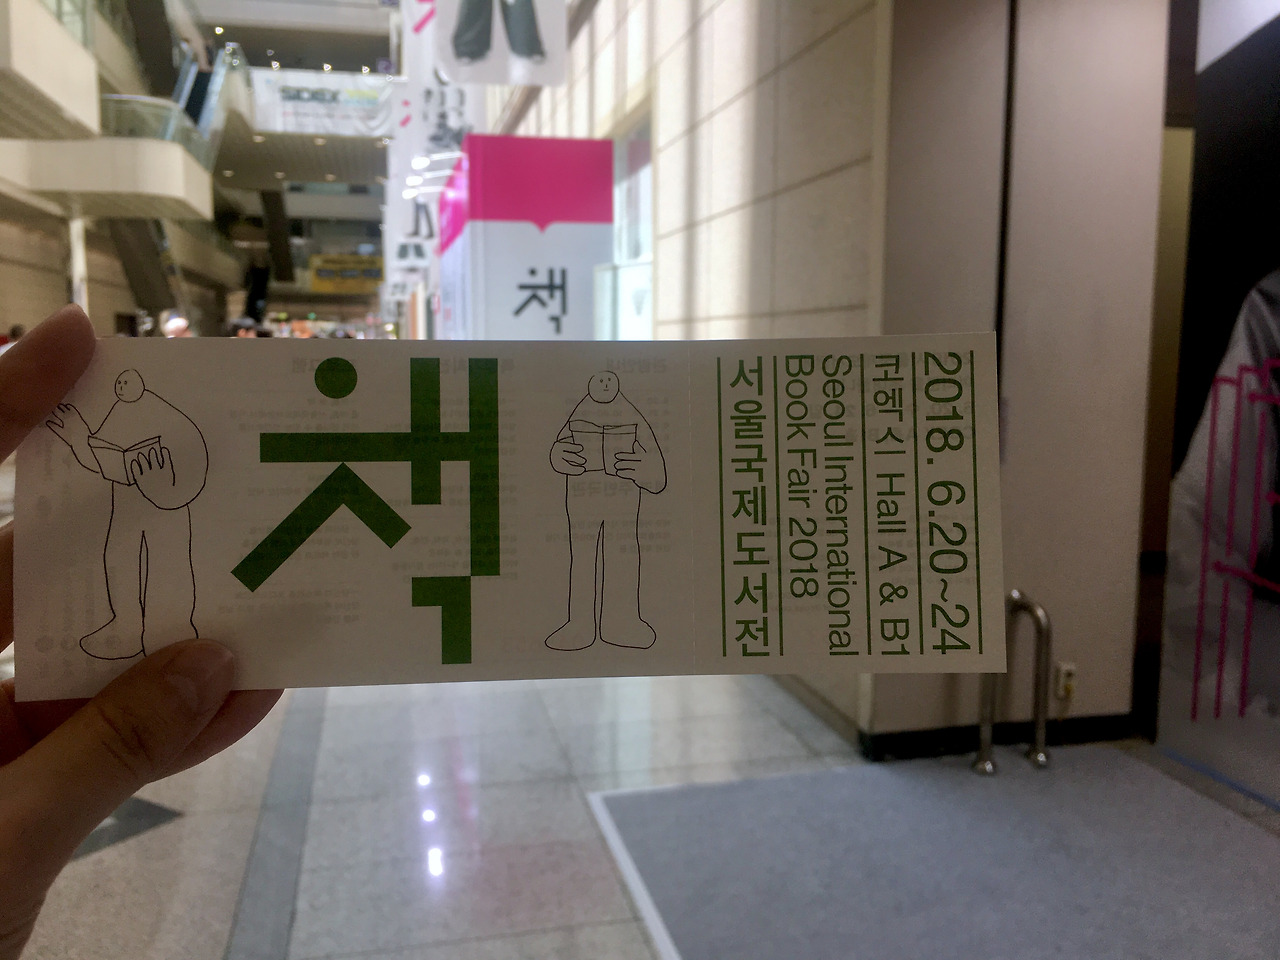 SIDEX
책
책
2018. 6.20~24
코엑스 Hall A & B1
Seoul International
Book Fair 2018
서울국제도서전